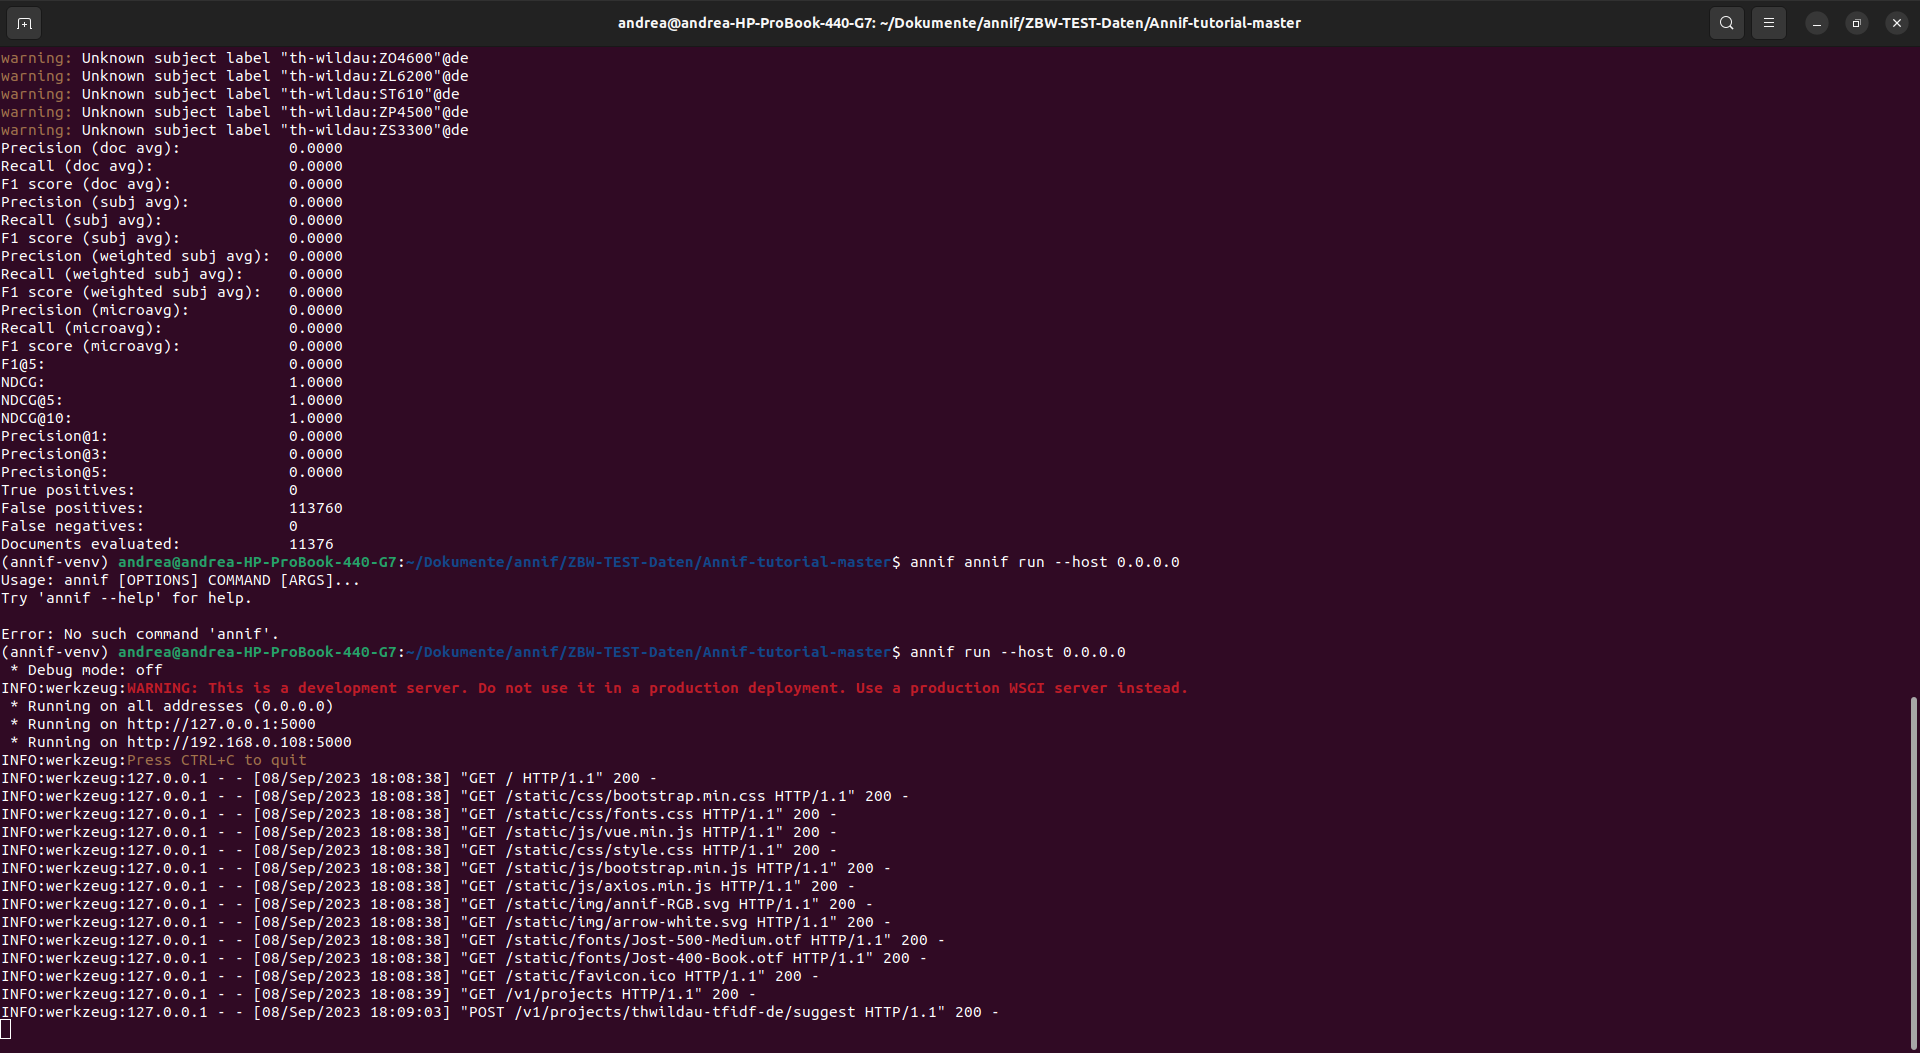 andrea@andrea-HP-ProBook-440-G7: ~/Dokumente/annif/ZBW-TEST-Daten/Annif-tutorial-master
warning: Unknown subject label "th-wildau:ZO4600"@de
warning: Unknown subject label "th-wildau:ZL6200"@de
warning: Unknown subject label "th-wildau:ST610"@de
warning: Unknown subject label "th-wildau:ZP4500"@de
warning: Unknown subject label "th-wildau:ZS3300"@de
Precision (doc avg): 0.0000
Recall (doc avg): 0.0000
F1 score (doc avg): 0.0000
Precision (subj avg): 0.0000
Recall (subj avg): 0.0000
F1 score (subj avg): 0.0000
Precision (weighted subj avg): 0.0000
Recall (weighted subj avg): 0.0000
F1 score (weighted subj avg): 0.0000
Precision (microavg): 0.0000
Recall (microavg): 0.0000
F1 score (microavg): 0.0000
F1@5: 0.0000
NDCG: 1.0000
NDCG@5: 1.0000
NDCG@10: 1.0000
Precision@1: 0.0000
Precision@3: 0.0000
Precision@5: 0.0000
True positives: 0
False positives: 113760
False negatives: 0
Documents evaluated: 11376
(annif-venv) andrea@andrea-HP-ProBook-440-G7:~/Dokumente/annif/ZBW-TEST-Daten/Annif-tutorial-master$ annif annif run --host 0.0.0.0
Usage: annif [OPTIONS] COMMAND [ARGS]...
Try 'annif --help' for help.
Error: No such command 'annif'.
(annif-venv) andrea@andrea-HP-ProBook-440-G7:~/Dokumente/annif/ZBW-TEST-Daten/Annif-tutorial-master$ annif run --host 0.0.0.0
* Debug mode: off
INFO:werkzeug:WARNING: This is a development server. Do not use it in a production deployment. Use a production WSGI server instead.
* Running on all addresses (0.0.0.0)
* Running on http://127.0.0.1:5000
* Running on http://192.168.0.108:5000
INFO:werkzeug:Press CTRL+C to quit
INFO:werkzeug:127.0.0.1 - - [08/Sep/2023 18:08:38] "GET / HTTP/1.1" 200 -
INFO:werkzeug:127.0.0.1 - - [08/Sep/2023 18:08:38] "GET /static/css/bootstrap.min.css HTTP/1.1" 200 -
INFO:werkzeug:127.0.0.1 - - [08/Sep/2023 18:08:38] "GET /static/css/fonts.css HTTP/1.1" 200 -
INFO:werkzeug:127.0.0.1 - - [08/Sep/2023 18:08:38] "GET /static/js/vue.min.js HTTP/1.1" 200 -
INFO:werkzeug:127.0.0.1 - - [08/Sep/2023 18:08:38] "GET /static/css/style.css HTTP/1.1" 200 -
INFO:werkzeug:127.0.0.1 - - [08/Sep/2023 18:08:38] "GET /static/js/bootstrap.min.js HTTP/1.1" 200 -
INFO:werkzeug:127.0.0.1 - - [08/Sep/2023 18:08:38] "GET /static/js/axios.min.js HTTP/1.1" 200 -
INFO:werkzeug:127.0.0.1 - - [08/Sep/2023 18:08:38] "GET /static/img/annif-RGB.svg HTTP/1.1" 200 -
INFO:werkzeug:127.0.0.1 - - [08/Sep/2023 18:08:38] "GET /static/img/arrow-white.svg HTTP/1.1" 200 -
INFO:werkzeug:127.0.0.1 - - [08/Sep/2023 18:08:38] "GET /static/fonts/Jost-500-Medium.otf HTTP/1.1" 200 -
INFO:werkzeug:127.0.0.1 - - [08/Sep/2023 18:08:38] "GET /static/fonts/Jost-400-Book.otf HTTP/1.1" 200 -
INFO:werkzeug:127.0.0.1 - - [08/Sep/2023 18:08:38] "GET /static/favicon.ico HTTP/1.1" 200 -
INFO:werkzeug:127.0.0.1 - - [08/Sep/2023 18:08:39] "GET /v1/projects HTTP/1.1" 200 -
INFO:werkzeug:127.0.0.1 - - [08/Sep/2023 18:09:03] "POST /v1/projects/thwildau-tfidf-de/suggest HTTP/1.1" 200 -